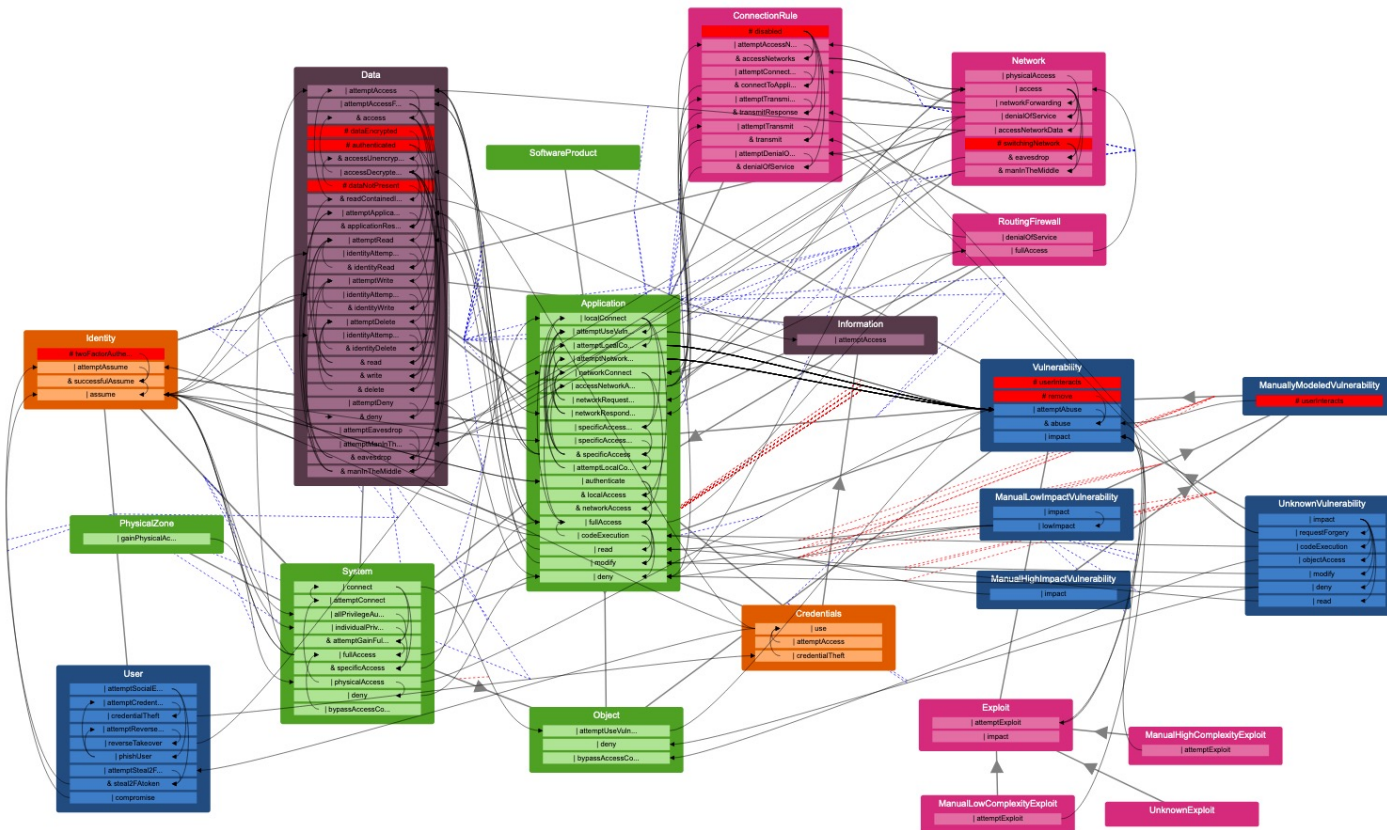 ConnectionRule
# disabled
| attemptAccessN...
& accessNetworks
| attemptConnect...
& connectToAppli...
| attemptTransmi...
& transmitResponse
| attemptTransmit
& transmit
| attemptDenialO...
& denialOfService
Network
| physicalAccess
| access
| networkForwarding
| denialOfService
| accessNetworkData
# switchingNetwork
& eavesdrop
& manInTheMiddle
Data
| attemptAccess
| attemptAccessF...
& access
# dataEncrypted
# authenticated
& accessUnencryp...
| accessDecrypte...
# dataNotPresent
& readContainedI...
| attemptApplica...
& applicationRes...
| attemptRead
| identityAttemp...
& identityRead
| attemptWrite
| identityAttemp...
& identityWrite
| attemptDelete
| identityAttemp...
& identityDelete
| read
| write
| delete
| attemptDeny
& deny
| attemptEavesdrop
| attemptManInTh...
& eavesdrop
& manInTheMiddle
SoftwareProduct
RoutingFirewall
| denialOfService
| fullAccess
Application
| localConnect
| attemptUseVuln...
| attemptLocalCo...
| attemptNetwork...
| networkConnect
| accessNetworkA...
| networkRequest...
| networkRespond...
| specificAccess...
| specificAccess...
& specificAccess
| attemptLocalCo...
| authenticate
& localAccess
& networkAccess
| fullAccess
| codeExecution
| read
| modify
| deny
Information
| attemptAccess
Identity
# twoFactorAuthe...
| attemptAssume
& successfulAssume
| assume
Vulnerability
# userInteracts
# remove
| attemptAbuse
& abuse
| impact
ManuallyModeledVulnerability
# userInteracts
ManualLowImpactVulnerability
| impact
| lowImpact
UnknownVulnerability
| impact
| requestForgery
| codeExecution
| objectAccess
| modify
| deny
| read
PhysicalZone
| gainPhysicalAc...
System
| connect
| attemptConnect
| allPrivilegeAu...
| individualPriv...
& attemptGainFul...
| fullAccess
& specificAccess
| physicalAccess
| deny
| bypassAccessCo...
ManualHighImpactVulnerability
| impact
Credentials
| use
| attemptAccess
| credentialTheft
User
| attemptSocialE...
| attemptCredent...
| credentialTheft
| attemptReverse...
| reverseTakeover
| phishUser
| attemptSteal2F...
& steal2FAtoken
| compromise
Object
| attemptUseVuln...
| deny
| bypassAccessCo...
Exploit
| attemptExploit
| impact
ManualHighComplexityExploit
| attemptExploit
ManualLowComplexityExploit
| attemptExploit
UnknownExploit